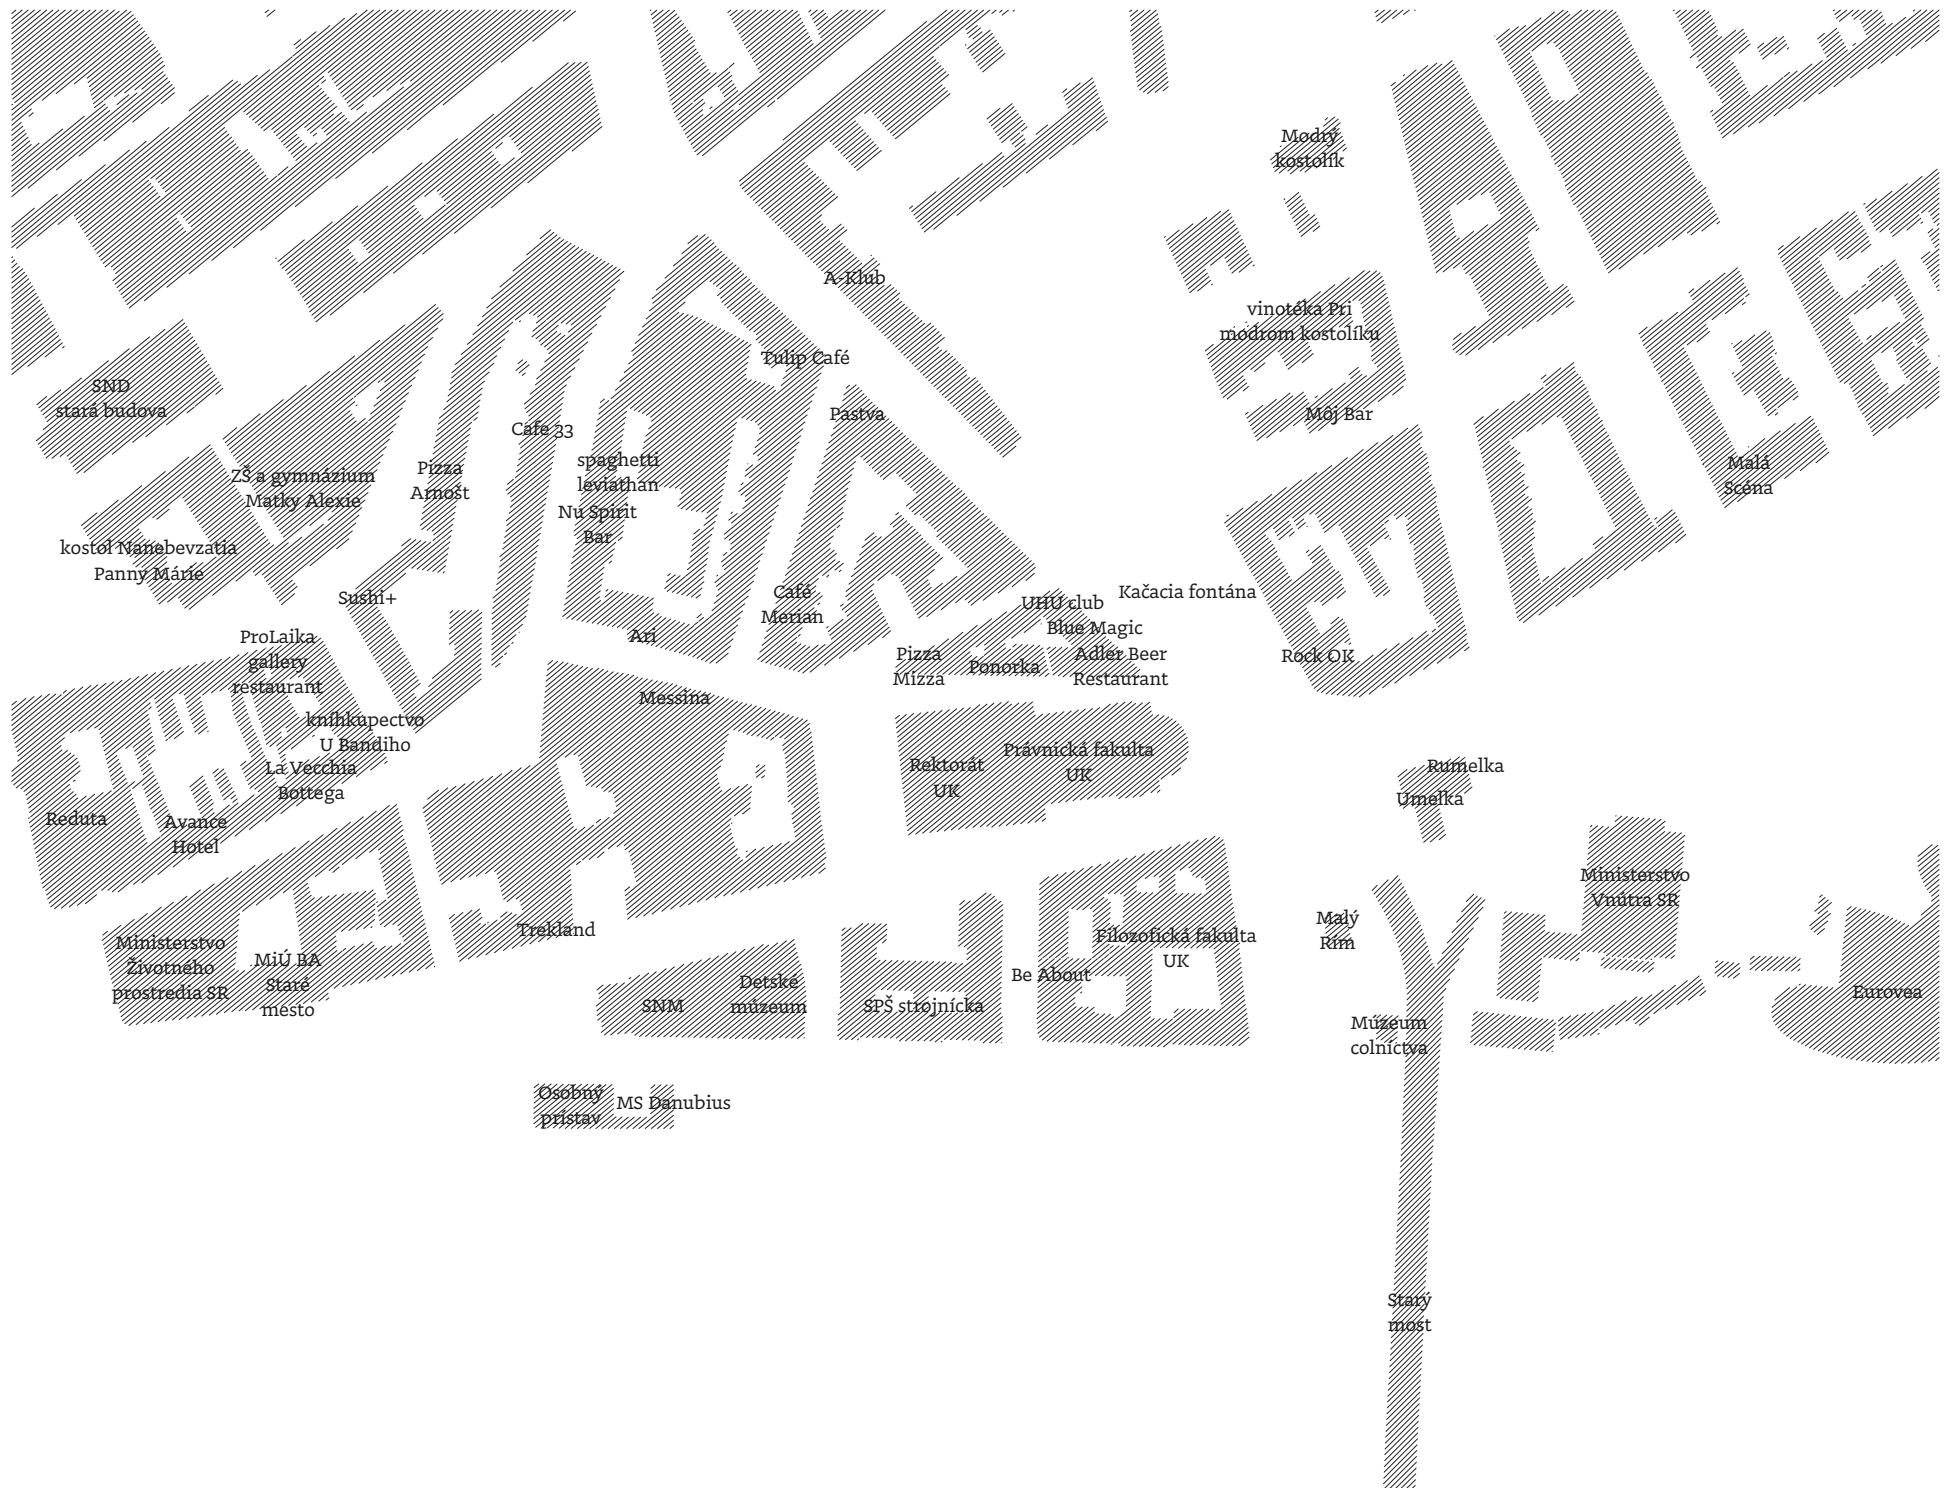 Modrý
kostolík
A-Klub
vinotéka Pri
modrom kostolíku
Tulip Café
SND
stará budova
Pastva
Môj Bar
Cafe 33
spaghetti
leviathan
Malá
Scéna
Pizza
Arnošt
ZŠ a gymnázium
Matky Alexie
Nu Spirit
Bar
kostol Nanebevzatia
Panny Márie
Sushi+
Café
Merian
UHU club
Kačacia fontána
Blue Magic
Ari
ProLaika
gallery
restaurant
Pizza
Mizza
Ponorka
Adler Beer
Restaurant
Rock OK
Messina
kníhkupectvo
U Bandiho
La Vecchia
Bottega
Rektorát
UK
Právnická fakulta
UK
Rumelka
Umelka
Reduta
Avance
Hotel
Ministerstvo
Vnútra SR
Malý
Rím
Trekland
Filozofická fakulta
UK
Ministerstvo
Životného
prostredia SR
MiÚ BA
Staré
mesto
Be About
Detské
múzeum
SNM
SPŠ strojnícka
Eurovea
Múzeum
colníctva
Osobný
prístav
MS Danubius
Starý
most